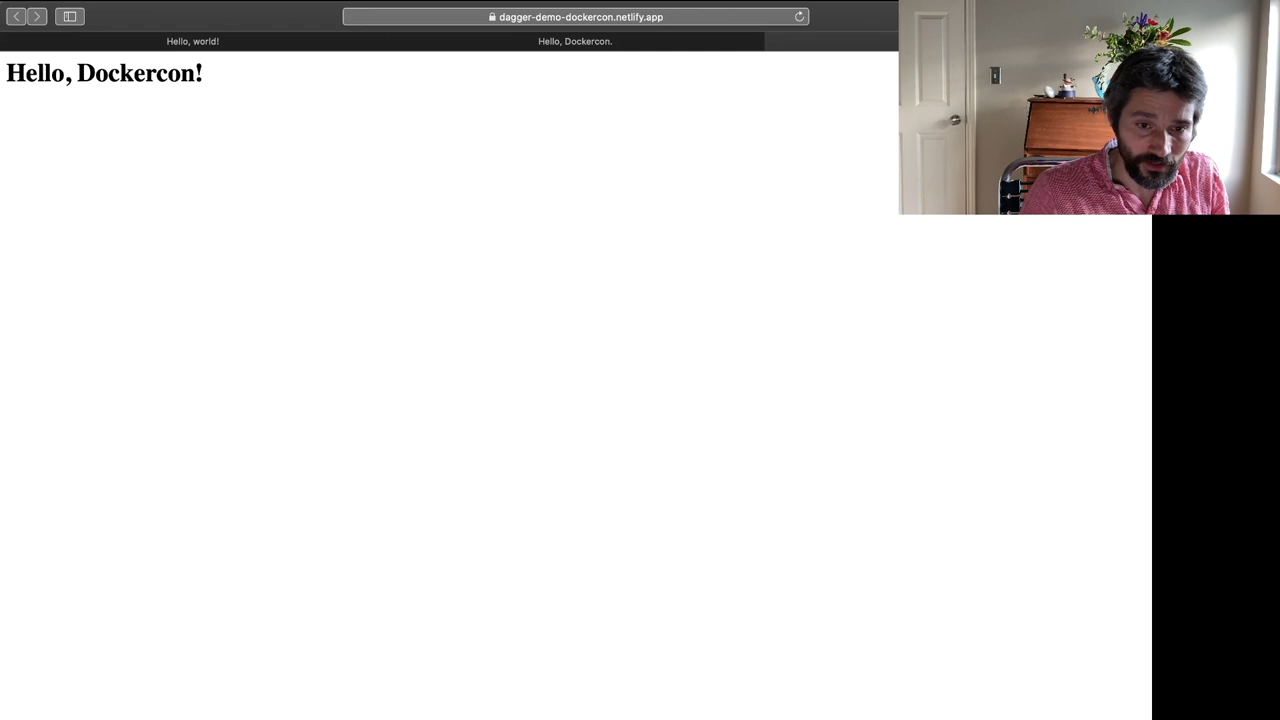 dagger-demo-dockercon.netlify.app
Hello, world!
Hello, Dockercon.
Hello, Dockercon!